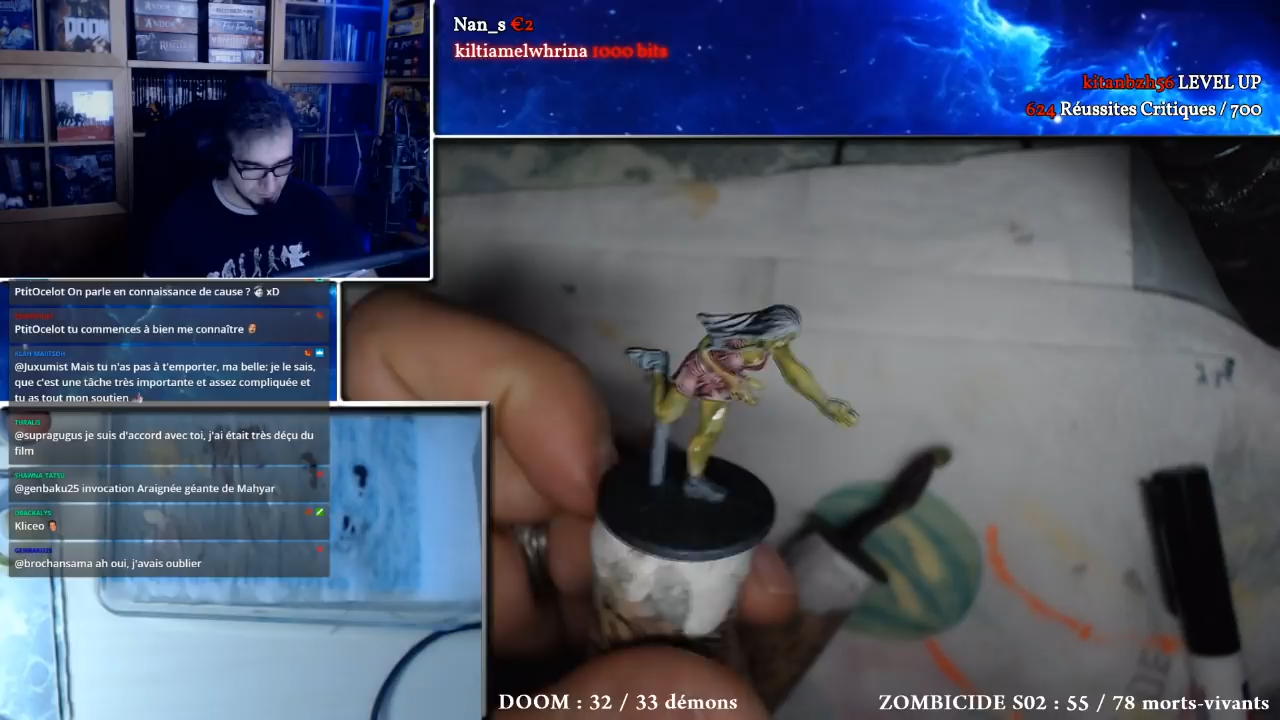 DOOM
Nan_s €2
kiltiamelwhrina 1000 bits
kitanbzh56 LEVEL UP
624 Réussites Critiques / 700
PtitOcelot On parle en connaissance de cause ? xD
PtitOcelot tu commences à bien me connaître
@Juxumist Mais tu n'as pas à t'emporter, ma belle: je le sais,
que c'est une tâche très importante et assez compliquée et
tu as tout mon soutien
THRALIS
@supragugus je suis d'accord avec toi, j'ai était très déçu du
film
SHAWNA TATSU
@genbaku25 invocation Araignée géante de Mahyar
DRACKALYS
Kliceo
GENBAKU25
@brochansama ah oui, j'avais oublier
DOOM : 32 / 33 démons
ZOMBICIDE S02 : 55 / 78 morts-vivants